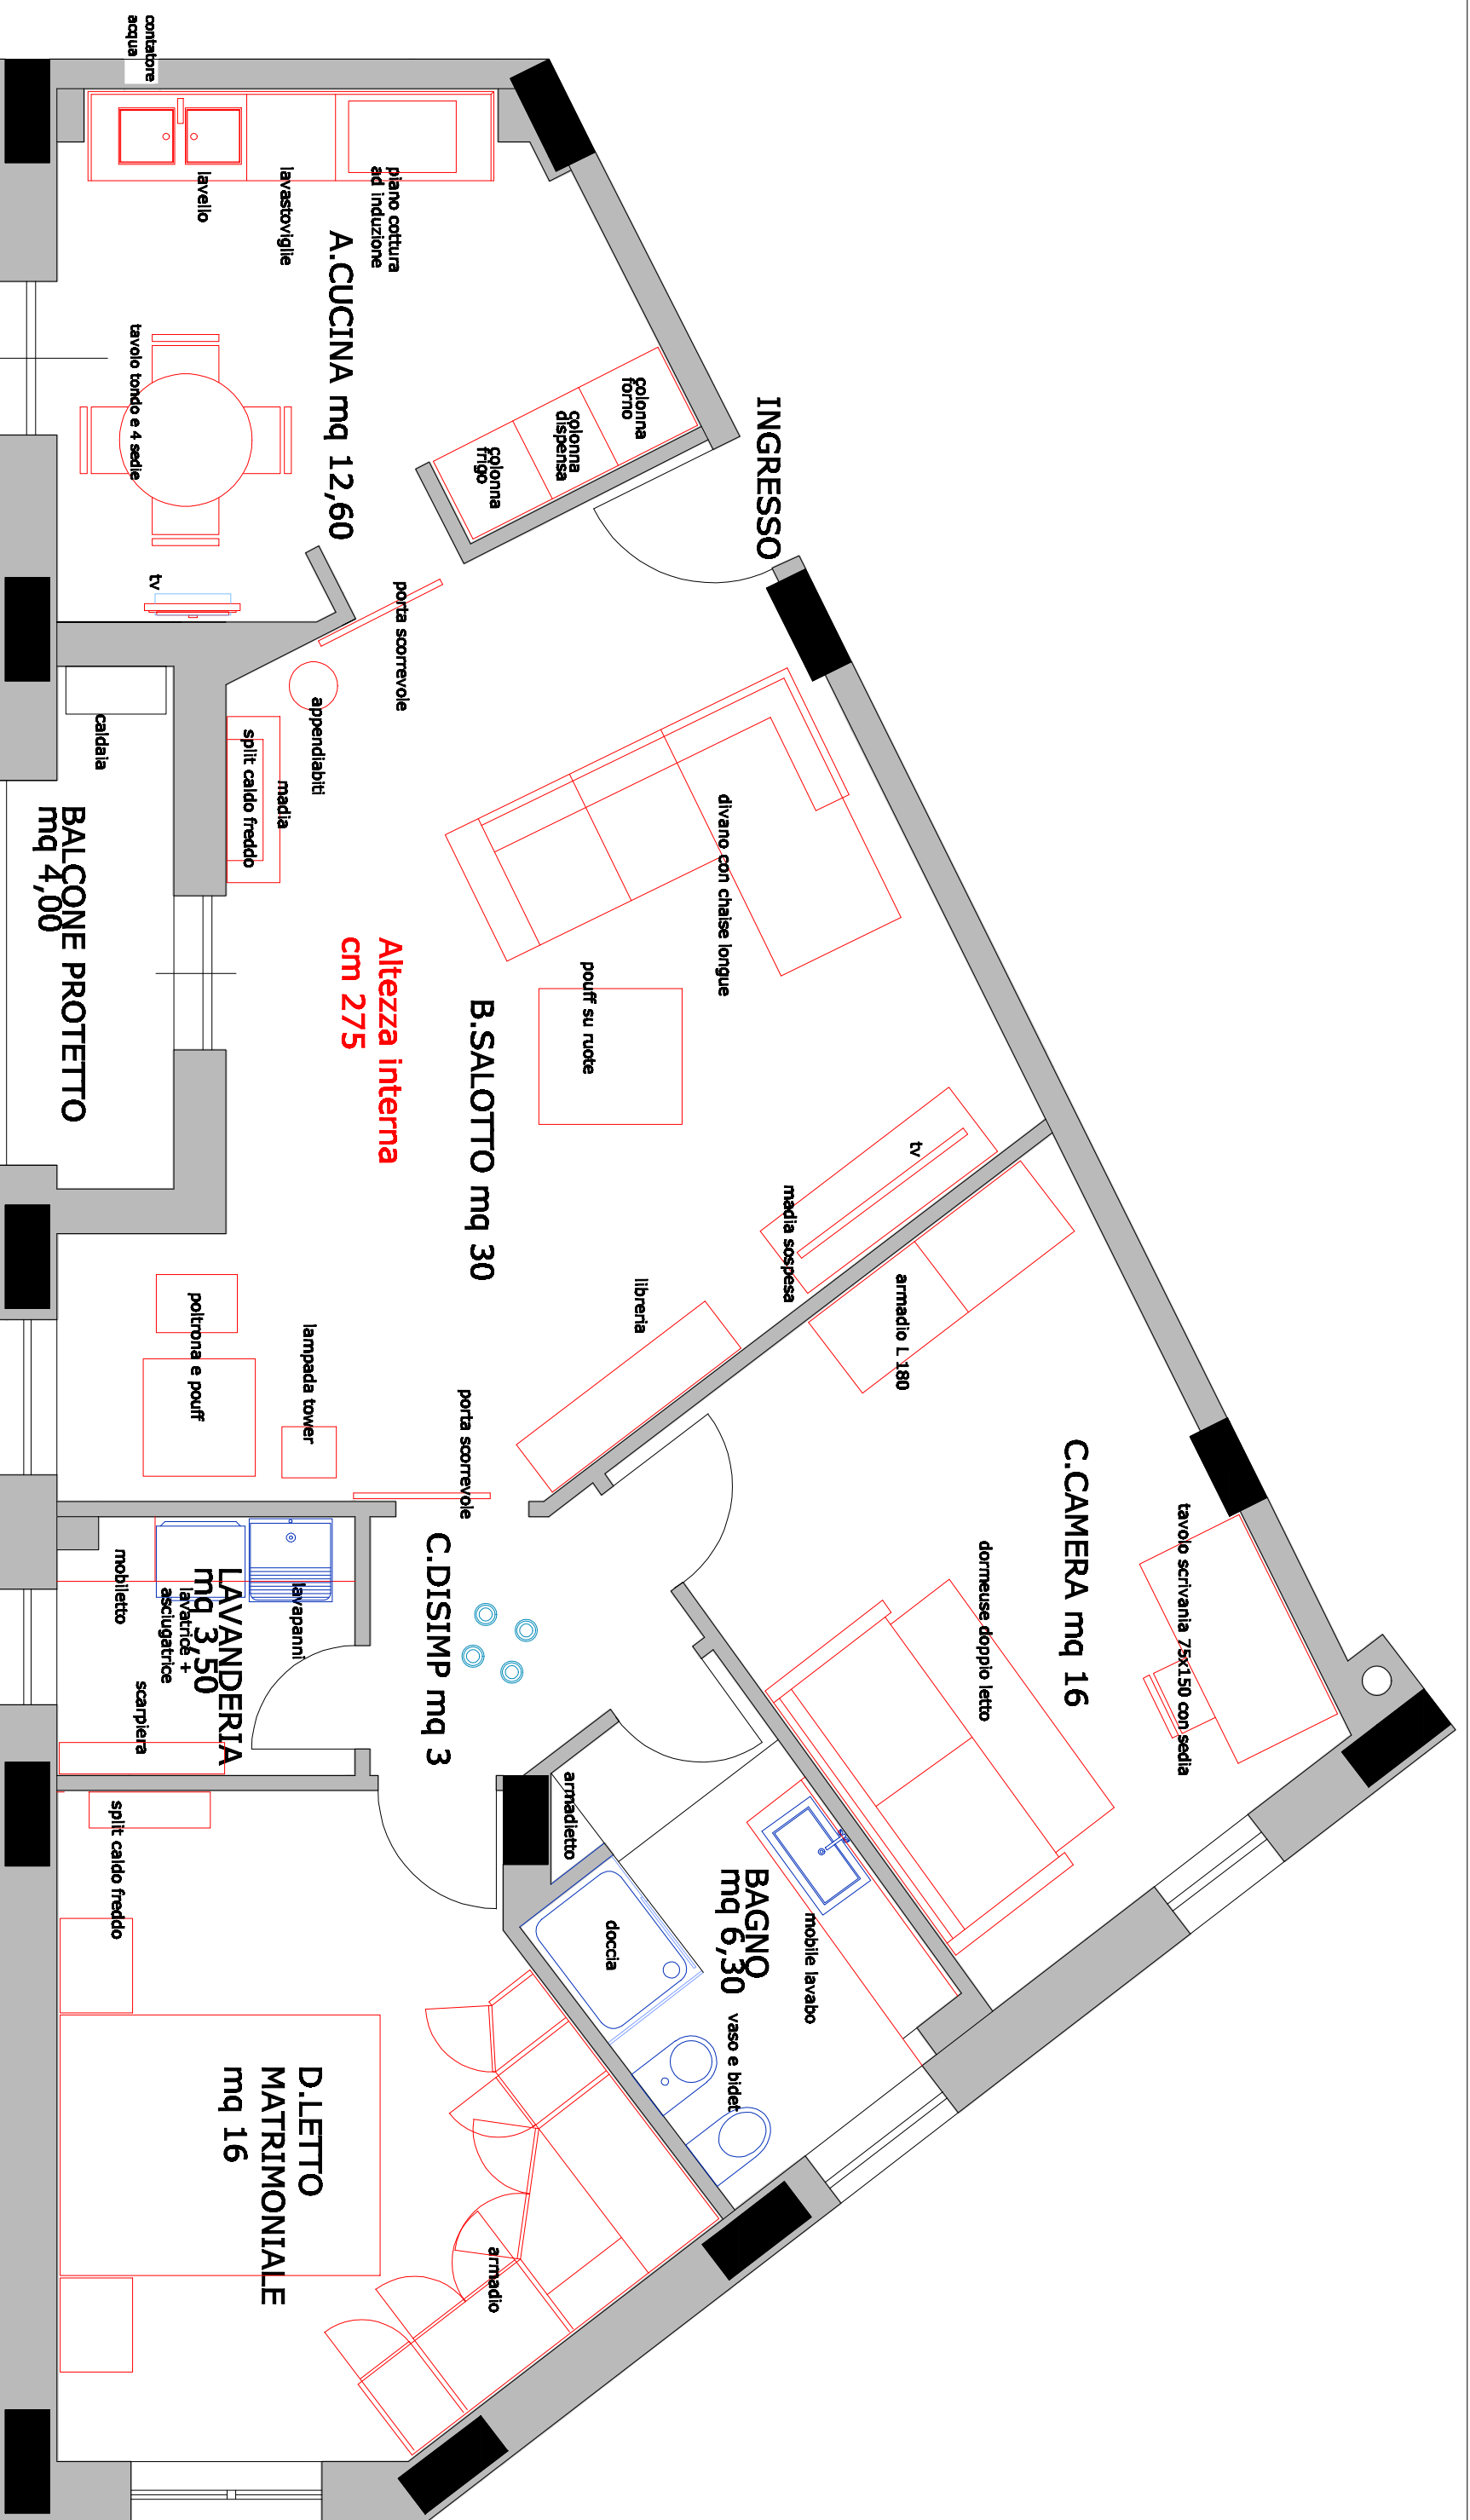 contatore
acqua
lavello
lavastoviglie
piano cottura
ad induzione
A.CUCINA mq 12,60
tavolo tondo e 4 sedie
colonna
forno
colonna
dispensa
colonna
frigo
INGRESSO
tv
porta scorrevole
appendiabiti
caldaia
split caldo freddo
madia
BALCONE PROTETTO
mq 4,00
divano con chaise longue
pouff su ruote
Altezza interna
cm 275
B.SALOTTO mq 30
tv
madia sospesa
libreria
armadio L 180
poltrona e pouff
lampada tower
porta scorrevole
C.CAMERA mq 16
tavolo scrivania 75x150 con sedia
dormeuse doppio letto
C.DISIMP mq 3
mobiletto
LAVANDERIA
mq 3,50
lavatrice +
asciugatrice
lavapanni
scarpiera
armadietto
split caldo freddo
BAGNO
mq 6,30
mobile lavabo
doccia
vaso e bidet
D.LETTO
MATRIMONIALE
mq 16
armadio